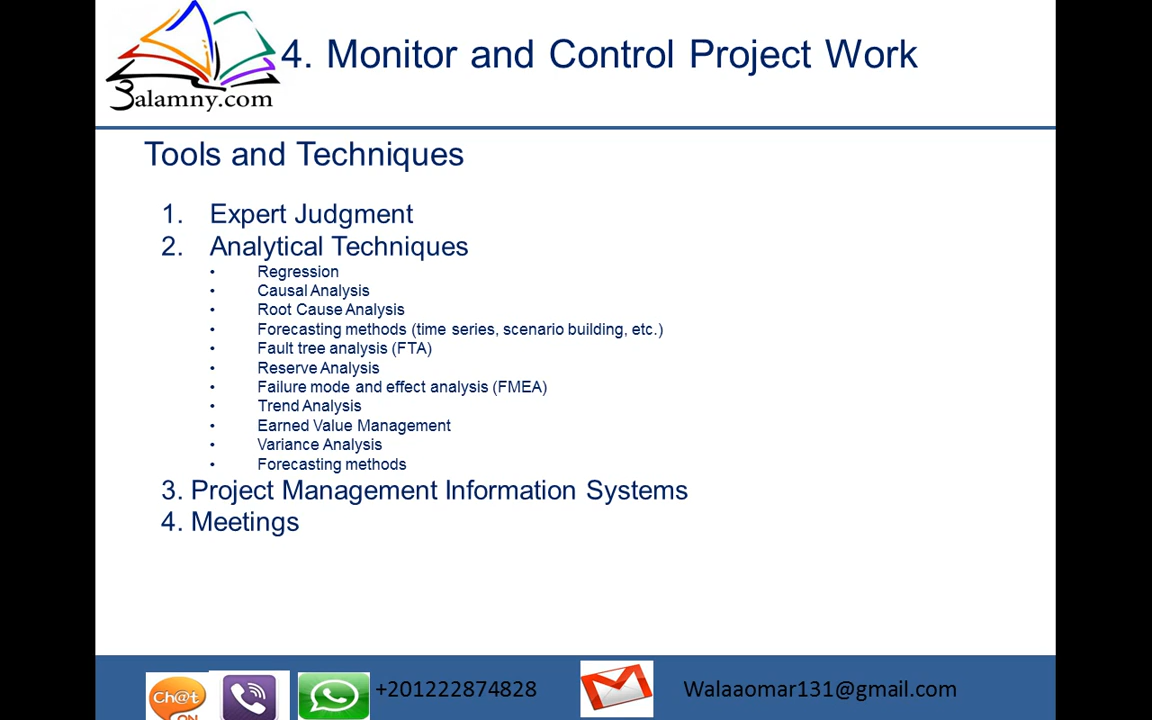 3alamny.com
4. Monitor and Control Project Work
Tools and Techniques
1. Expert Judgment
2. Analytical Techniques
• Regression
• Causal Analysis
• Root Cause Analysis
• Forecasting methods (time series, scenario building, etc.)
• Fault tree analysis (FTA)
• Reserve Analysis
• Failure mode and effect analysis (FMEA)
• Trend Analysis
• Earned Value Management
• Variance Analysis
• Forecasting methods
3. Project Management Information Systems
4. Meetings
Ch@t
ON
+201222874828
Walaaomar131@gmail.com